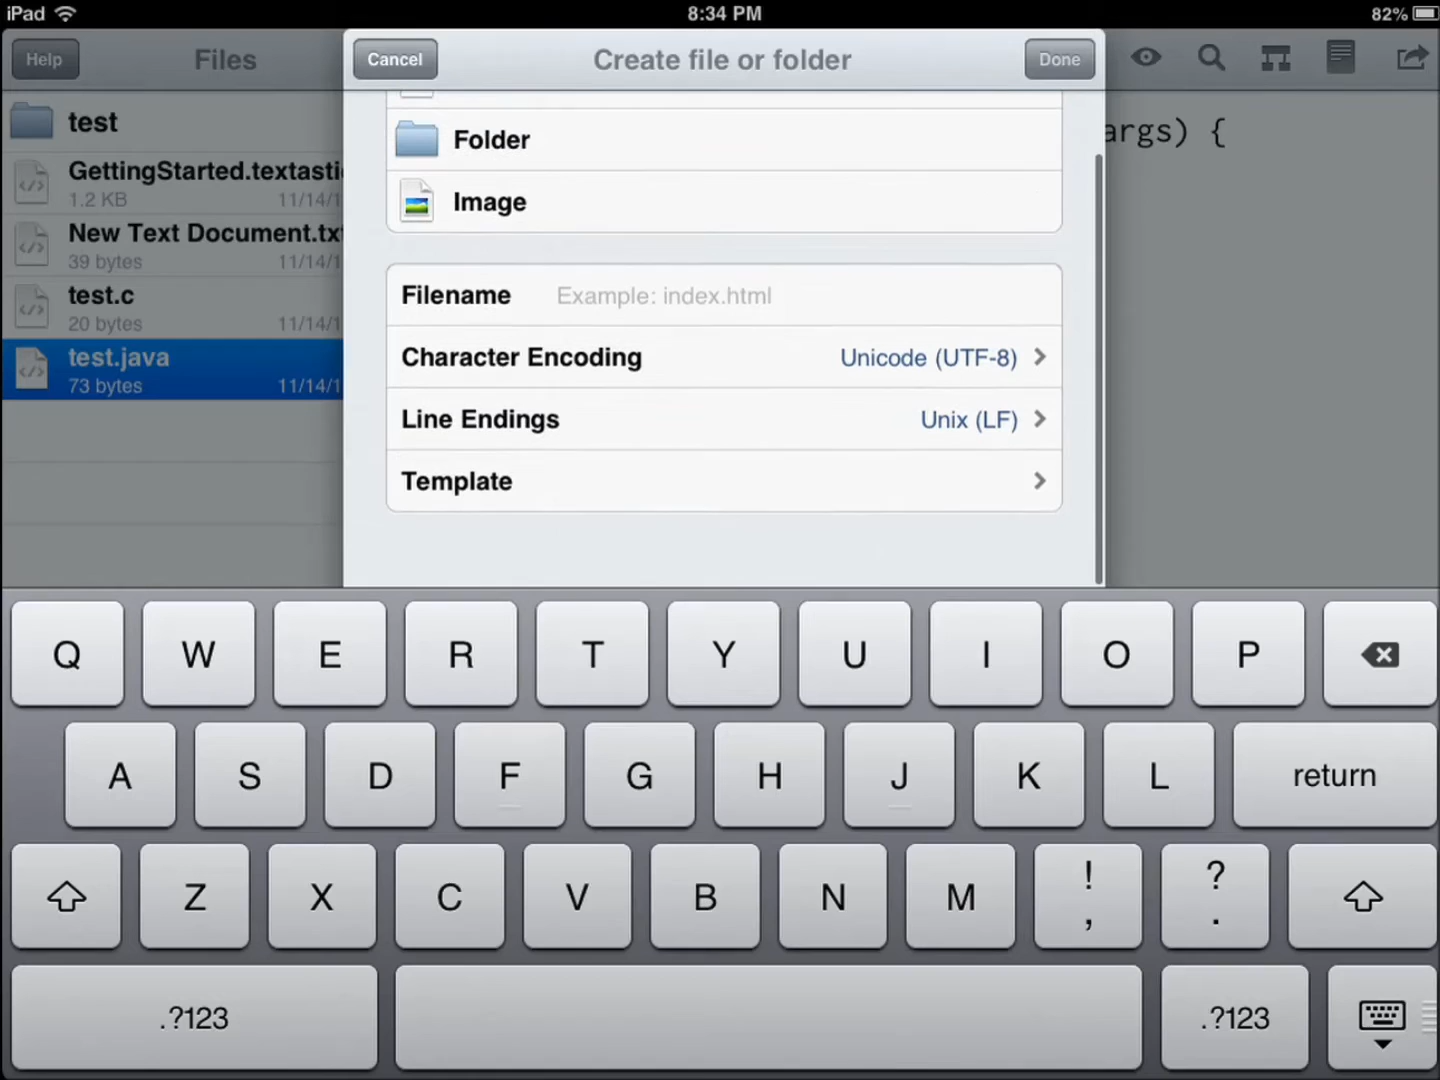 iPad 8:34 PM 82%
Help Files Cancel Create file or folder Done
test
GettingStarted.textasti
1.2 KB 11/14/1
New Text Document.tx
39 bytes 11/14/1
test.c
20 bytes 11/14/1
test.java
73 bytes 11/14/1
args) {
Folder
Image
Filename Example: index.html
Character Encoding Unicode (UTF-8)
Line Endings Unix (LF)
Template
Q W E R T Y U I O P
A S D F G H J K L return
Z X C V B N M ! , ? .
.?123 .?123